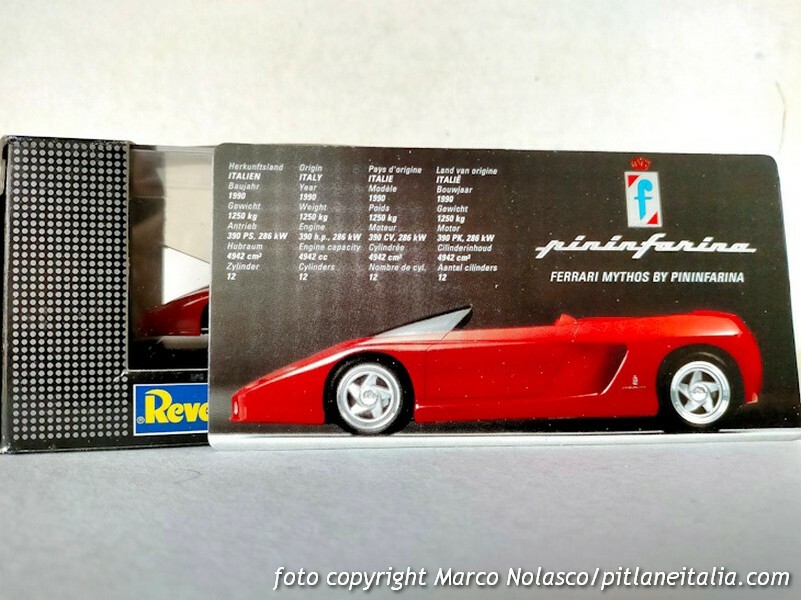 Herkunftsland
ITALIEN
Baujahr
1990
Gewicht
1250 kg
Antrieb
390 PS, 286 kW
Hubraum
4942 cm³
Zylinder
12
Origin
ITALY
Year
1990
Weight
1250 kg
Engine
390 h.p., 286 kW
Engine capacity
4942 cc
Cylinders
12
Pays d'origine
ITALIE
Modèle
1990
Poids
1250 kg
Moteur
390 CV, 286 kW
Cylindrée
4942 cm³
Nombre de cyl.
12
Land van origine
ITALIË
Bouwjaar
1990
Gewicht
1250 kg
Motor
390 PK, 286 kW
Cilinderinhoud
4942 cm³
Aantal cilinders
12
f
pininfarina
FERRARI MYTHOS BY PININFARINA
Reve
foto copyright Marco Nolasco/pitlaneitalia.com